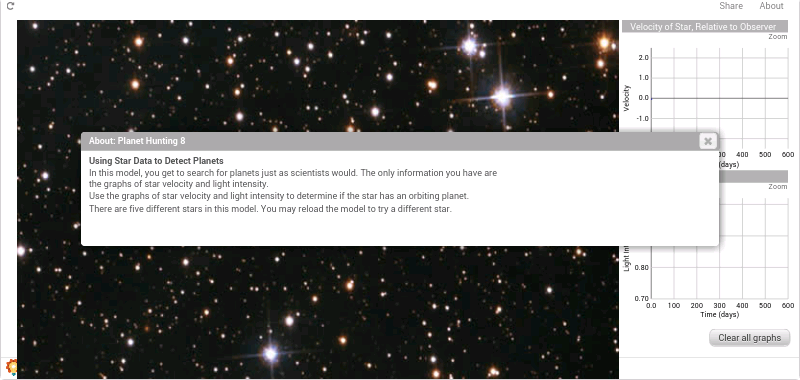 Share About
Velocity of Star, Relative to Observer
Zoom
2.0
1.0
0.0
-1.0
Velocity
400 500 600
(days)
About: Planet Hunting 8
Using Star Data to Detect Planets
In this model, you get to search for planets just as scientists would. The only information you have are
the graphs of star velocity and light intensity.
Use the graphs of star velocity and light intensity to determine if the star has an orbiting planet.
There are five different stars in this model. You may reload the model to try a different star.
Zoom
Light In
0.80
0.70
0.0 100 200 300 400 500 600
Time (days)
Clear all graphs